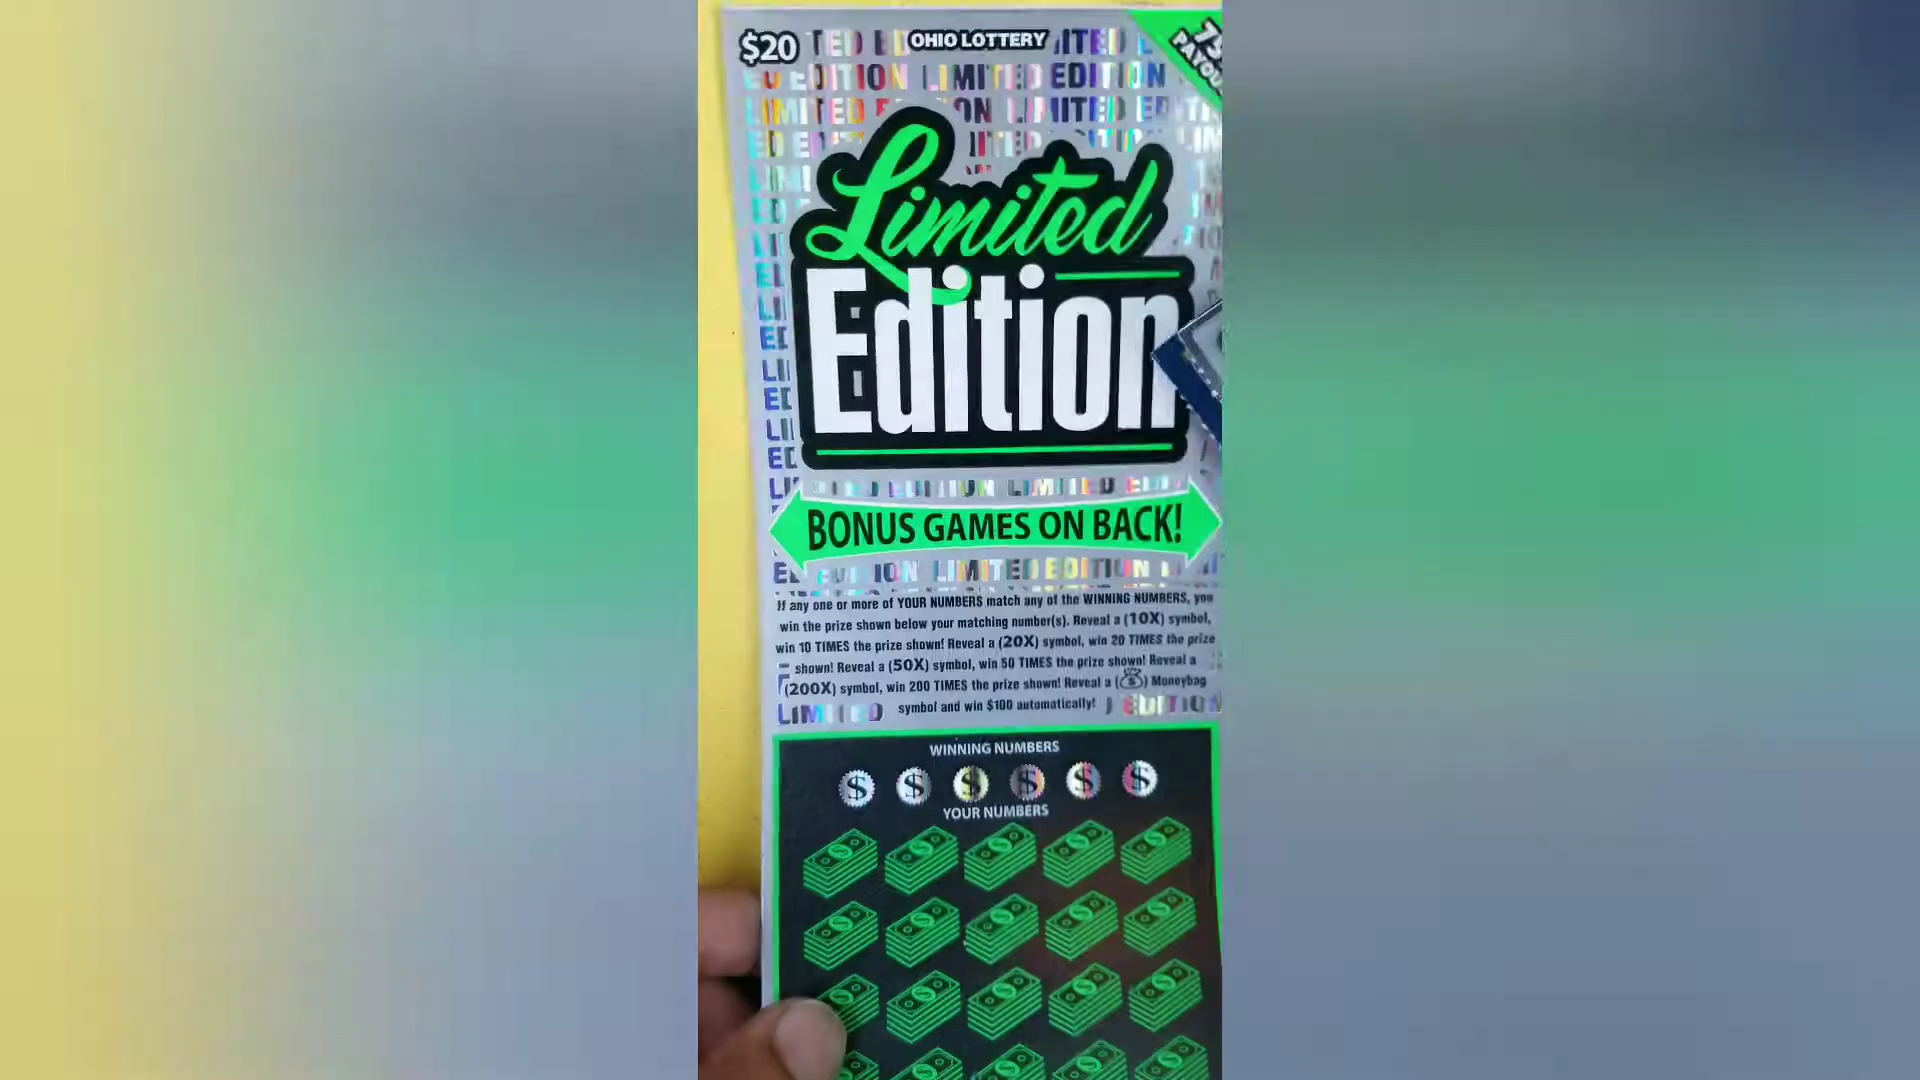 $20
OHIO LOTTERY
Limited
Edition
BONUS GAMES ON BACK!
LIMITED EDITION
If any one or more of YOUR NUMBERS match any of the WINNING NUMBERS, you
win the prize shown below your matching number(s). Reveal a (10X) symbol,
win 10 TIMES the prize shown! Reveal a (20X) symbol, win 20 TIMES the prize
shown! Reveal a (50X) symbol, win 50 TIMES the prize shown! Reveal a
(200X) symbol, win 200 TIMES the prize shown! Reveal a ($) Moneybag
symbol and win $100 automatically!
LIMITED EDITION
WINNING NUMBERS
$ $ $ $ $ $
YOUR NUMBERS